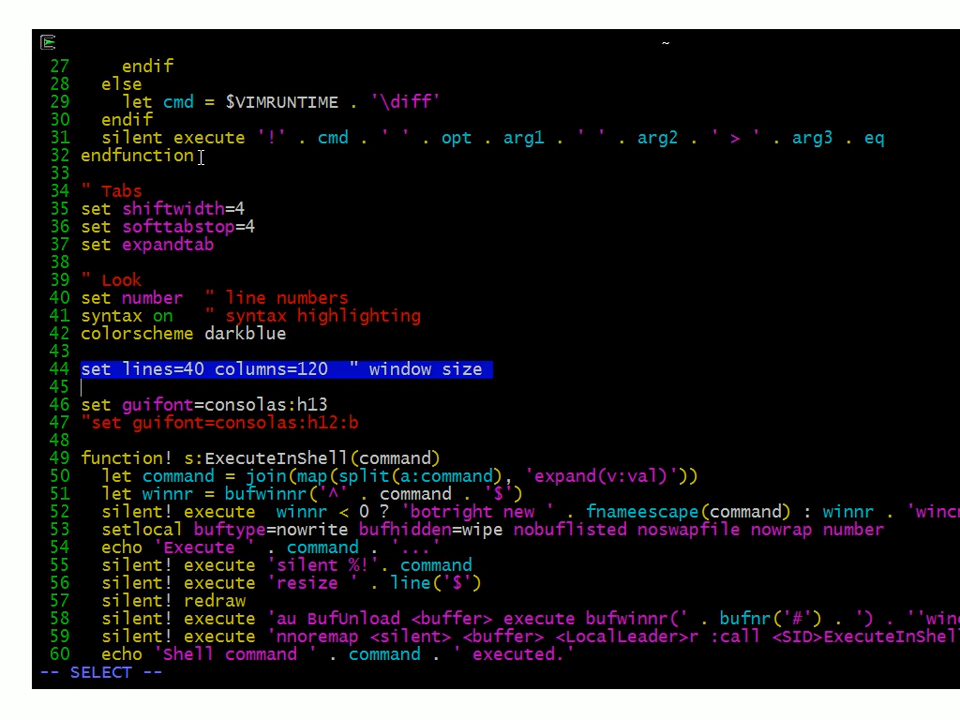 ~
27     endif
28   else
29     let cmd = $VIMRUNTIME . '\diff'
30   endif
31   silent execute '!' . cmd . ' ' . opt . arg1 . ' ' . arg2 . ' > ' . arg3 . eq
32 endfunction
33
34 " Tabs
35 set shiftwidth=4
36 set softtabstop=4
37 set expandtab
38
39 " Look
40 set number  " line numbers
41 syntax on   " syntax highlighting
42 colorscheme darkblue
43
44 set lines=40 columns=120  " window size
45
46 set guifont=consolas:h13
47 "set guifont=consolas:h12:b
48
49 function! s:ExecuteInShell(command)
50   let command = join(map(split(a:command), 'expand(v:val)'))
51   let winnr = bufwinnr('^' . command . '$')
52   silent! execute  winnr < 0 ? 'botright new ' . fnameescape(command) : winnr . 'winc
53   setlocal buftype=nowrite bufhidden=wipe nobuflisted noswapfile nowrap number
54   echo 'Execute ' . command . '...'
55   silent! execute 'silent %!'. command
56   silent! execute 'resize ' . line('$')
57   silent! redraw
58   silent! execute 'au BufUnload <buffer> execute bufwinnr(' . bufnr('#') . ') . ''winc
59   silent! execute 'nnoremap <silent> <buffer> <LocalLeader>r :call <SID>ExecuteInShell
60   echo 'Shell command ' . command . ' executed.'
-- SELECT --